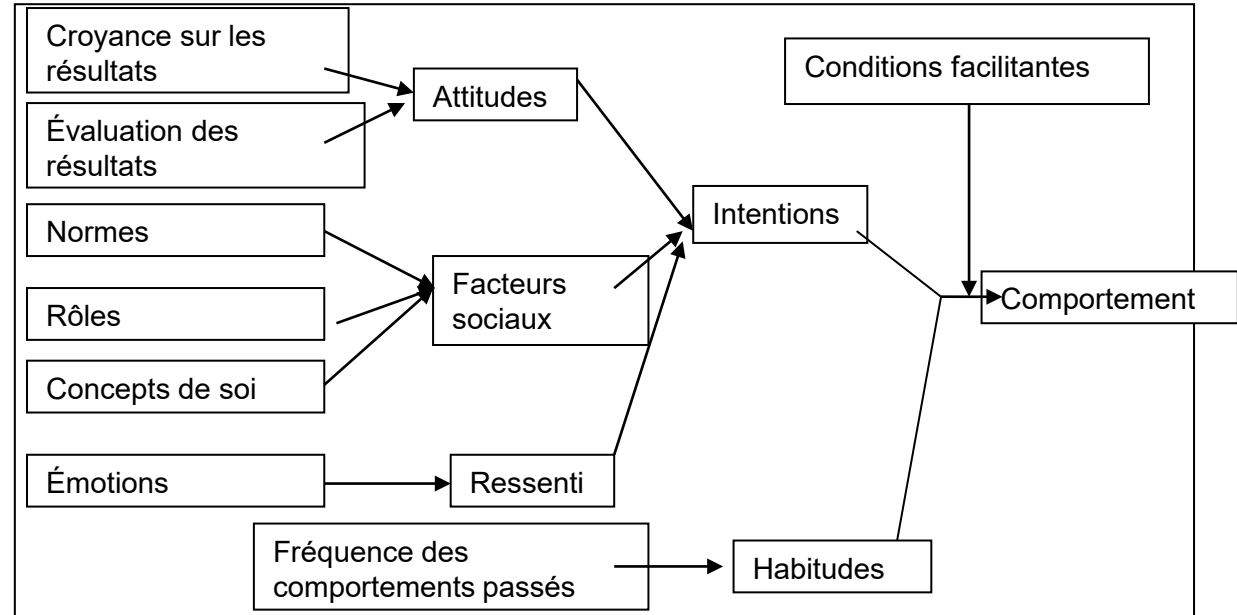 Croyance sur les
résultats
Attitudes
Conditions facilitantes
Évaluation des
résultats
Normes
Intentions
Facteurs
sociaux
Comportement
Rôles
Concepts de soi
Émotions
Ressenti
Fréquence des
comportements passés
Habitudes